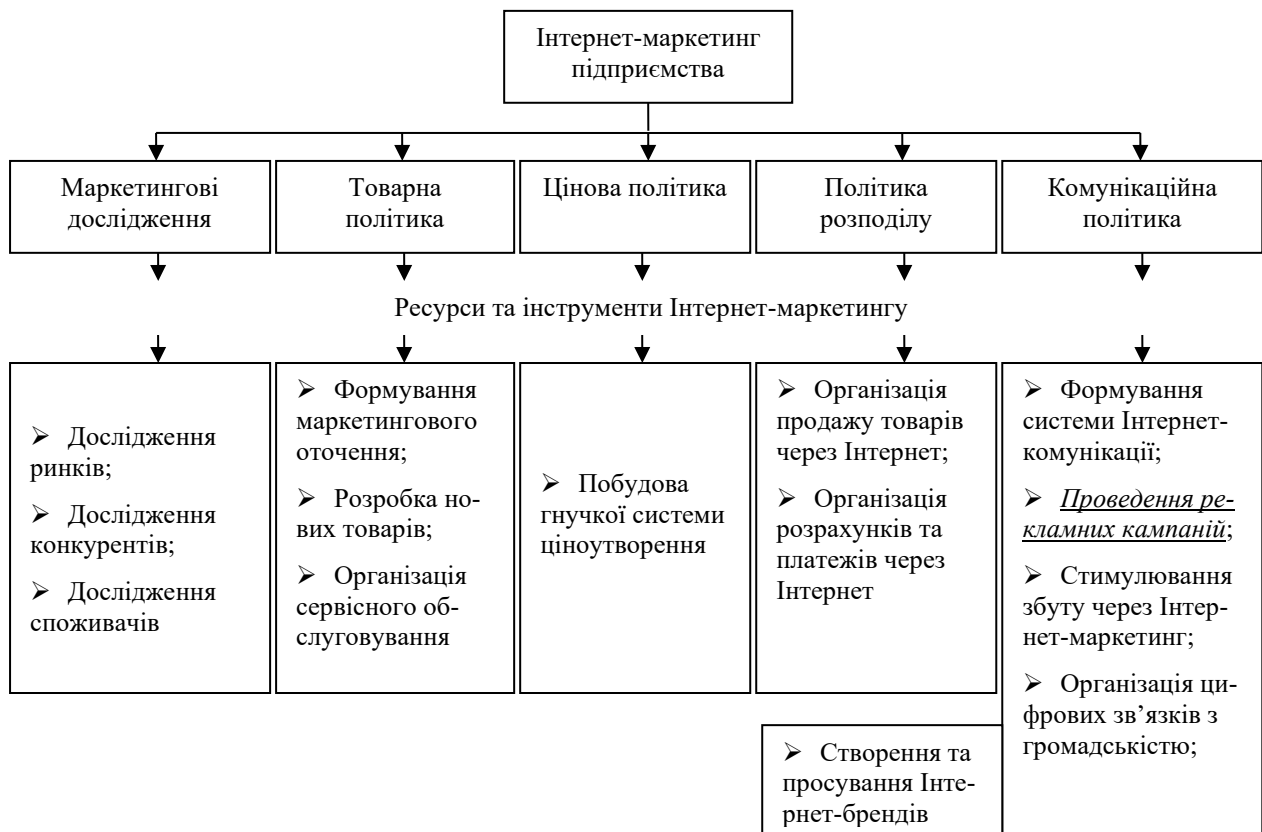 Інтернет-маркетинг
підприємства
Маркетингові
дослідження
Товарна
політика
Цінова політика
Політика
розподілу
Комунікаційна
політика
Ресурси та інструменти Інтернет-маркетингу
➢ Дослідження
ринків;
➢ Дослідження
конкурентів;
➢ Дослідження
споживачів
➢ Формування
маркетингового
оточення;
➢ Розробка но-
вих товарів;
➢ Організація
сервісного об-
слуговування
➢ Побудова
гнучкої системи
ціноутворення
➢ Організація
продажу товарів
через Інтернет;
➢ Організація
розрахунків та
платежів через
Інтернет
➢ Формування
системи Інтернет-
комунікації;
➢ Проведення ре-
кламних кампаній;
➢ Стимулювання
збуту через Інтер-
нет-маркетинг;
➢ Організація ци-
фрових зв’язків з
громадськістю;
➢ Створення та
просування Інте-
рнет-брендів